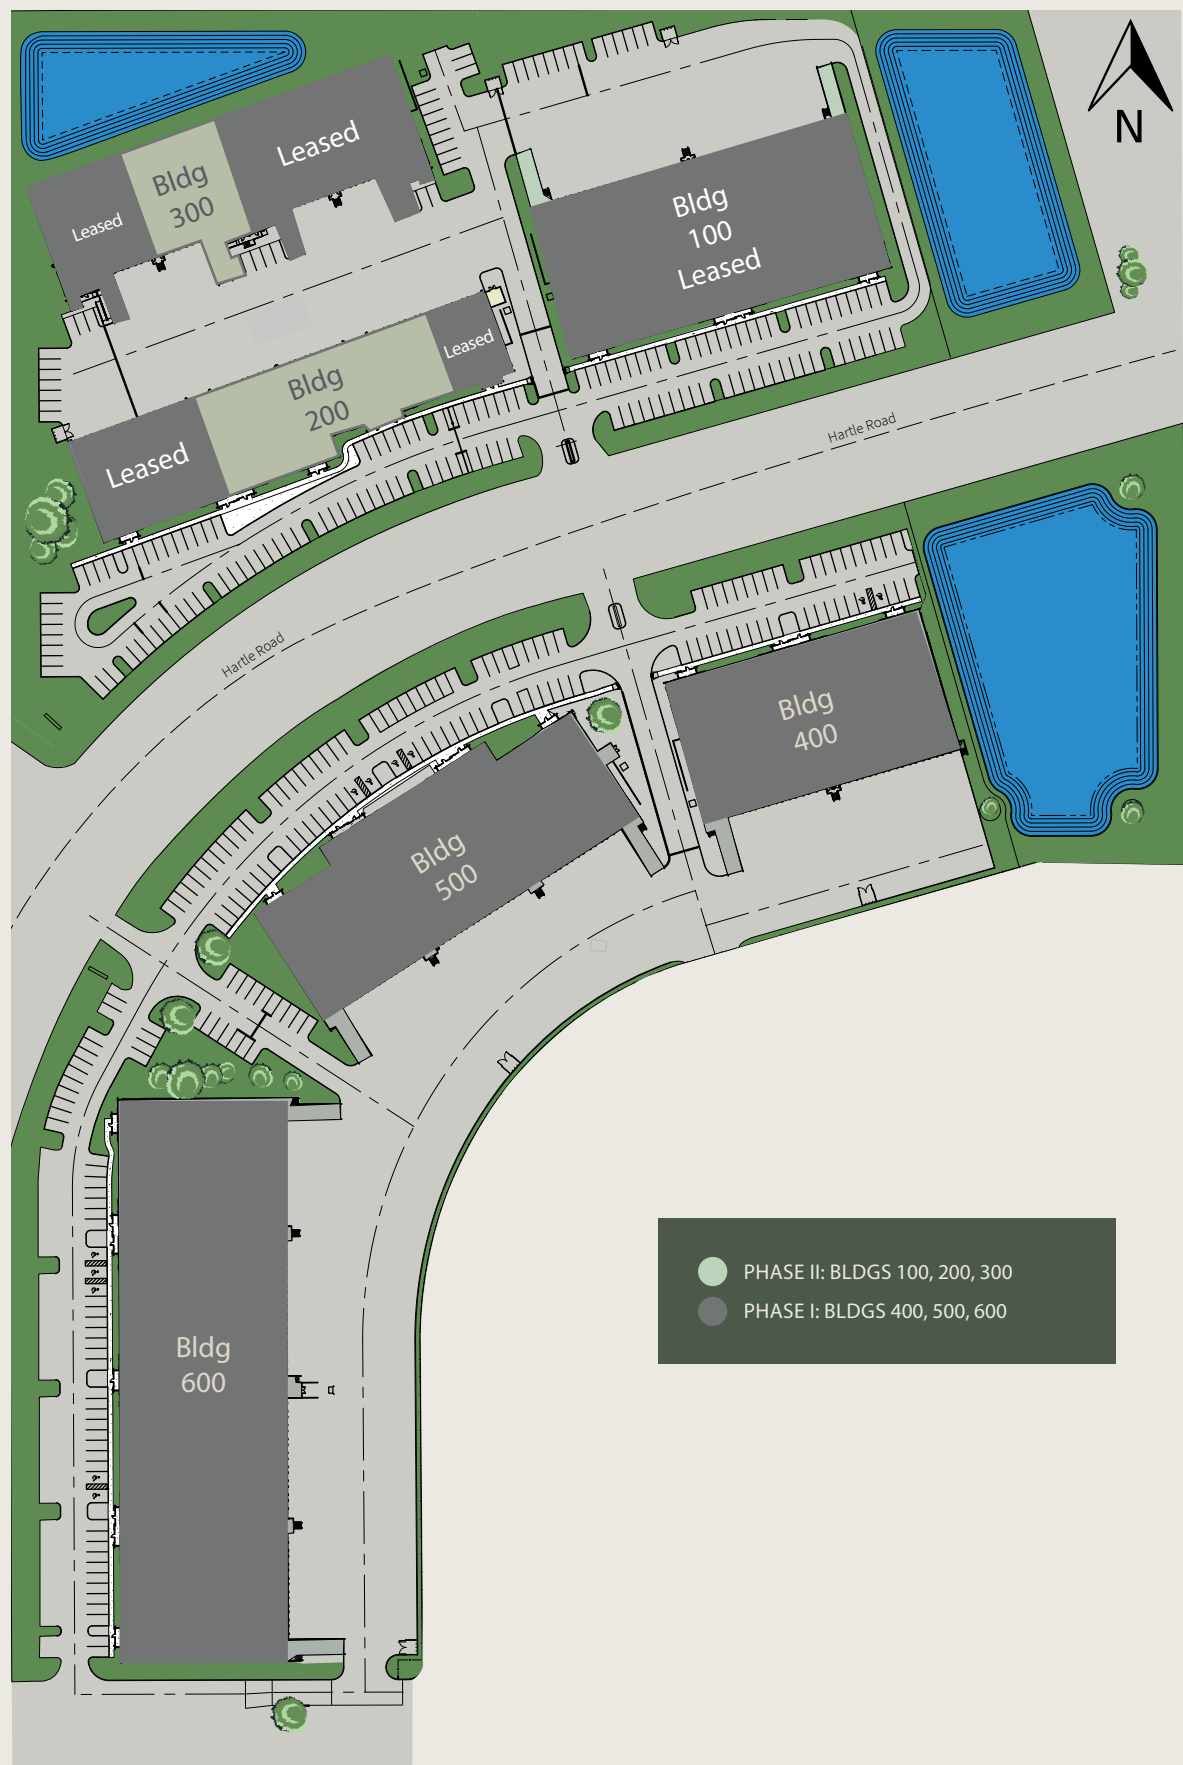 N
Leased
Bldg
300
Leased
Bldg
100
Leased
Leased
Bldg
200
Leased
Hartle Road
Hartle Road
Bldg
400
Bldg
500
Bldg
600
PHASE II: BLDGS 100, 200, 300
PHASE I: BLDGS 400, 500, 600